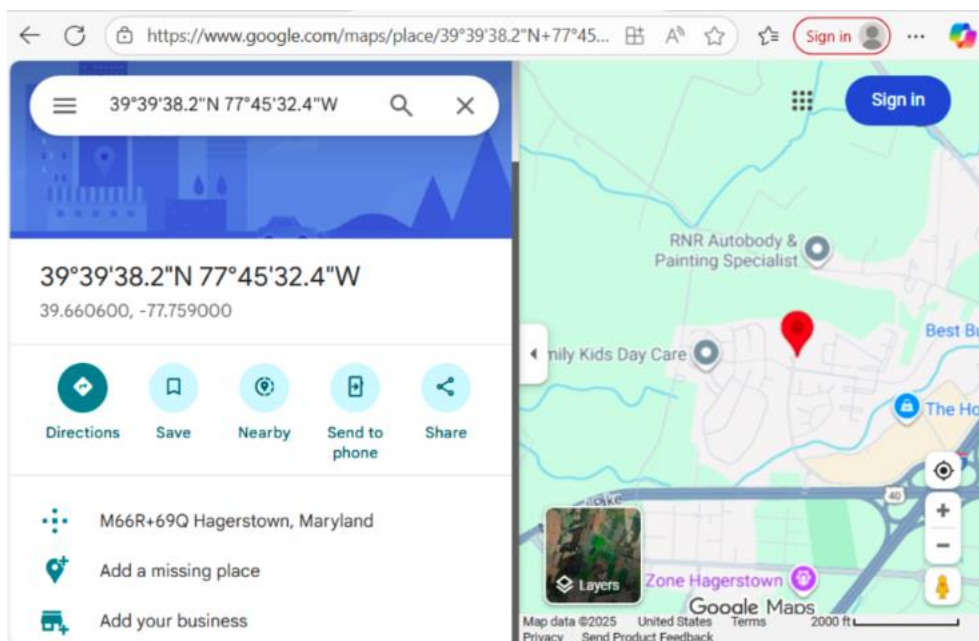 https://www.google.com/maps/place/39°39'38.2"N+77°45...
Sign in
39°39'38.2"N 77°45'32.4"W
39°39'38.2"N 77°45'32.4"W
39.660600, -77.759000
Directions
Save
Nearby
Send to
phone
Share
M66R+69Q Hagerstown, Maryland
Add a missing place
Add your business
Sign in
RNR Autobody &
Painting Specialist
Best Bu
mily Kids Day Care
The Ho
40
Layers
Zone Hagerstown
Google Maps
Map data ©2025 United States Terms 2000 ft
Privacy Send Product Feedback